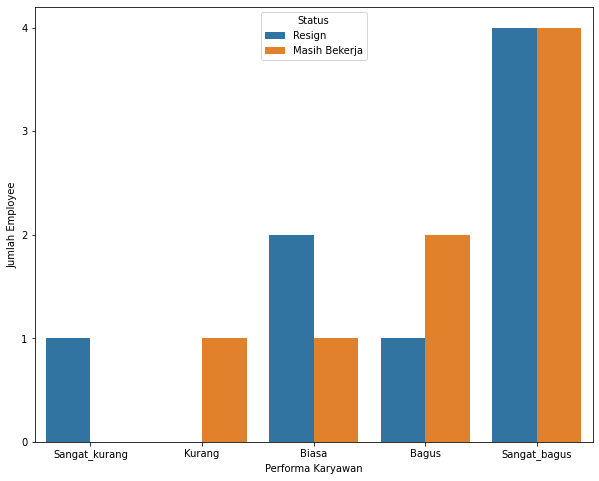 Status
Resign
Masih Bekerja
Jumlah Employee
4
3
2
1
0
Sangat_kurang
Kurang
Biasa
Bagus
Sangat_bagus
Performa Karyawan